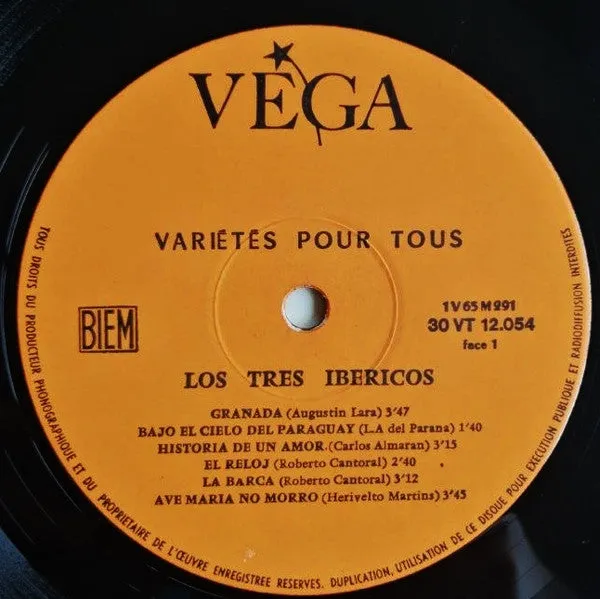 VÉGA
VARIÉTÉS POUR TOUS
BIEM
1V65M291
30 VT 12.054
face 1
LOS TRES IBERICOS
GRANADA (Augustin Lara) 3'47
BAJO EL CIELO DEL PARAGUAY (L.A del Parana) 1'40
HISTORIA DE UN AMOR.(Carlos Almaran) 3'15
EL RELOJ (Roberto Cantoral) 2'40
LA BARCA (Roberto Cantoral) 3'12
AVE MARIA NO MORRO (Herivelto Martins) 3'45
TOUS DROITS DU PRODUCTEUR PHONOGRAPHIQUE ET DU PROPRIETAIRE DE L'ŒUVRE ENREGISTREE RESERVES. DUPLICATION, UTILISATION DE CE DISQUE POUR EXECUTION PUBLIQUE ET RADIODIFFUSION INTERDITES